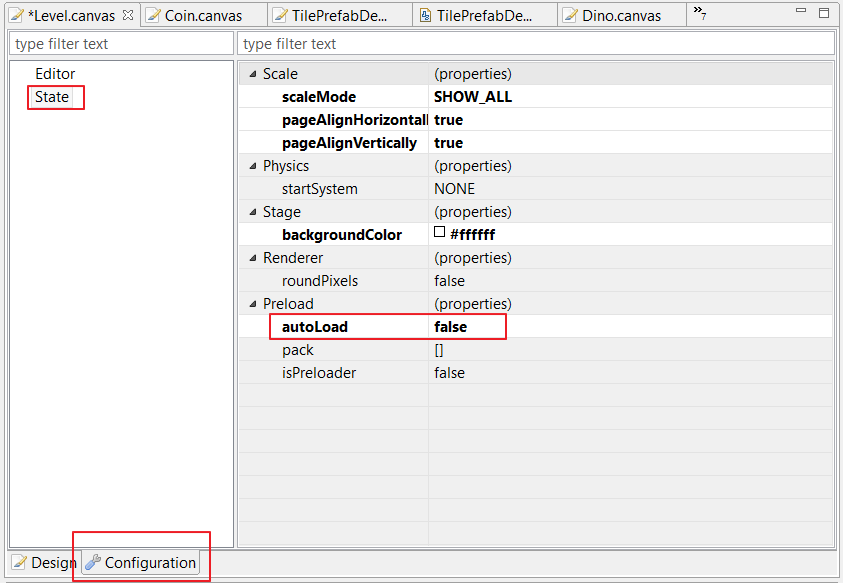 *Level.canvas Coin.canvas TilePrefabDe... TilePrefabDe... Dino.canvas »7
type filter text type filter text
Editor
State
Scale (properties)
scaleMode SHOW_ALL
pageAlignHorizontall true
pageAlignVertically true
Physics (properties)
startSystem NONE
Stage (properties)
backgroundColor #ffffff
Renderer (properties)
roundPixels false
Preload (properties)
autoLoad false
pack []
isPreloader false
Design Configuration